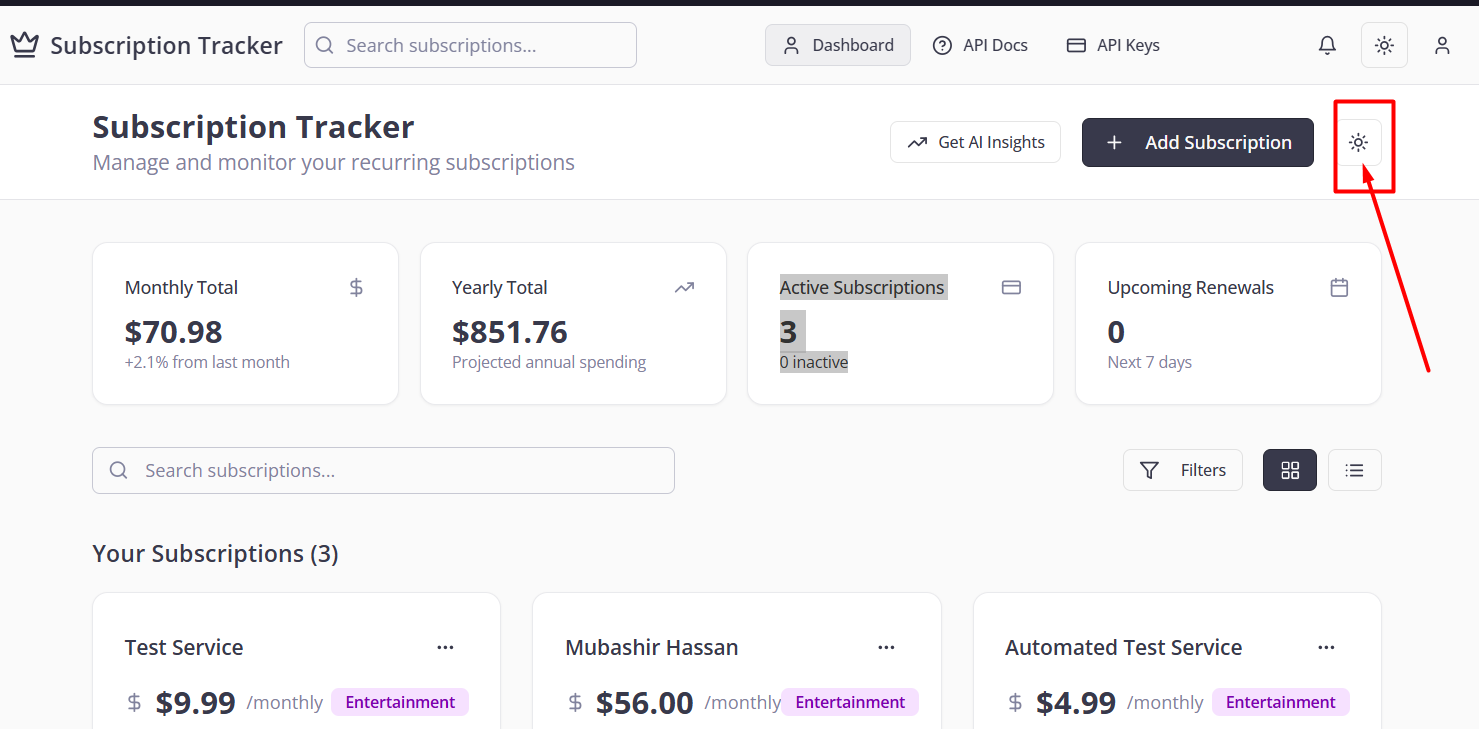 Subscription Tracker
Search subscriptions...
Dashboard
API Docs
API Keys
Subscription Tracker
Manage and monitor your recurring subscriptions
Get AI Insights
Add Subscription
Monthly Total
$70.98
+2.1% from last month
Yearly Total
$851.76
Projected annual spending
Active Subscriptions
3
0 inactive
Upcoming Renewals
0
Next 7 days
Search subscriptions...
Filters
Your Subscriptions (3)
Test Service
$ $9.99 /monthly Entertainment
Mubashir Hassan
$ $56.00 /monthly Entertainment
Automated Test Service
$ $4.99 /monthly Entertainment